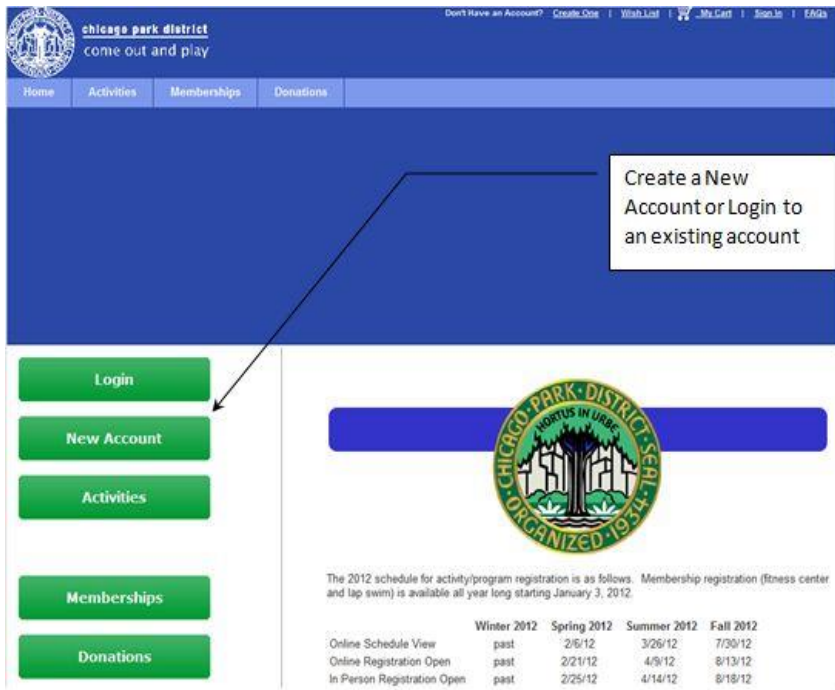 Don't Have an Account? Create One | Wish List | My Cart | Sign In | FAQs
chicago park district
come out and play
Home Activities Memberships Donations
Create a New
Account or Login to
an existing account
Login
New Account
Activities
Memberships
Donations
CHICAGO·PARK·DISTRICT·SEAL·
HORTUS IN URBE
ORGANIZED·1934·
The 2012 schedule for activity/program registration is as follows. Membership registration (fitness center
and lap swim) is available all year long starting January 3, 2012.
Winter 2012 Spring 2012 Summer 2012 Fall 2012
Online Schedule View past 2/6/12 3/26/12 7/30/12
Online Registration Open past 2/21/12 4/9/12 8/13/12
In Person Registration Open past 2/25/12 4/14/12 8/18/12